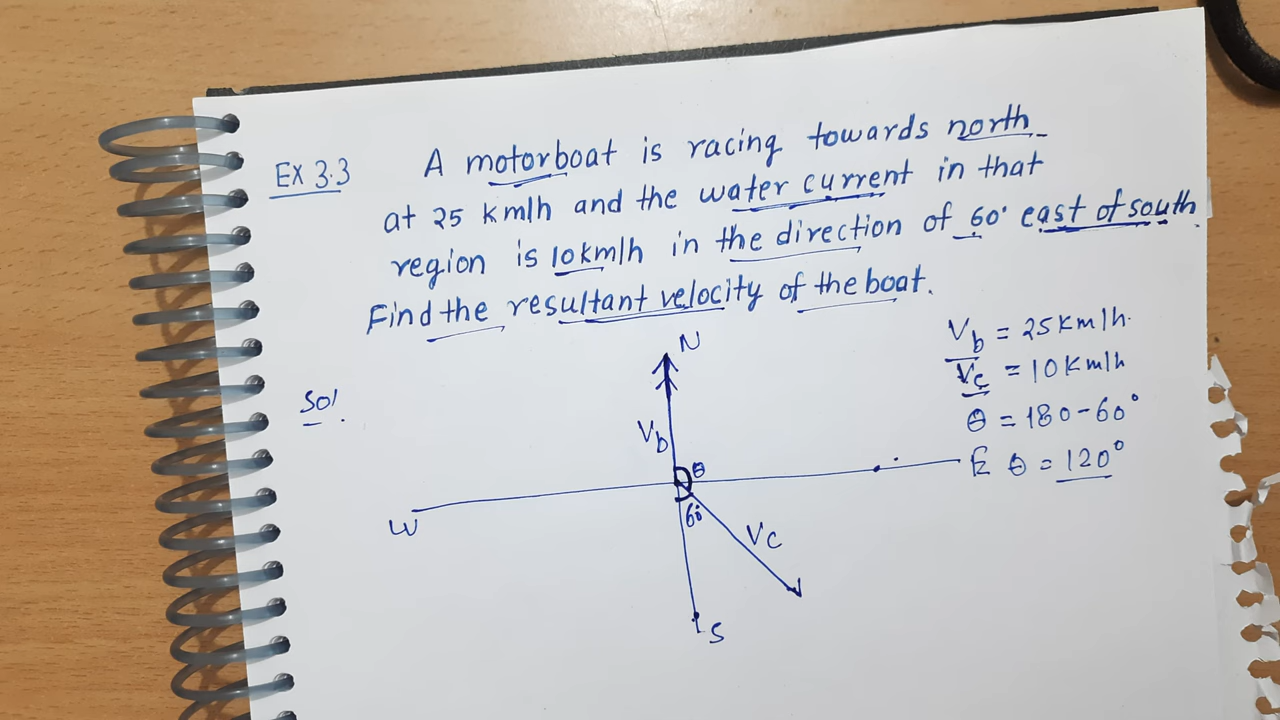 EX 3.3 A motorboat is racing towards north
at 25 km/h and the water current in that
region is 10km/h in the direction of 60° east of south.
Find the resultant velocity of the boat.
Vb = 25 km/h.
Vc = 10 km/h
θ = 180-60°
θ = 120°
Sol.
N
Vb
θ
E
W
60°
Vc
S